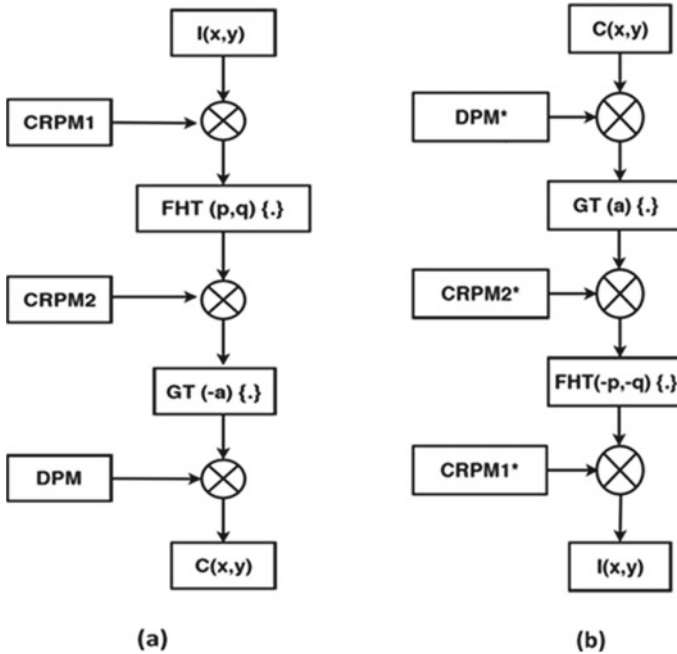 I(x,y)
CRPM1
FHT (p,q) {.}
CRPM2
GT (-a) {.}
DPM
C(x,y)
(a)
C(x,y)
DPM*
GT (a) {.}
CRPM2*
FHT(-p,-q) {.}
CRPM1*
I(x,y)
(b)